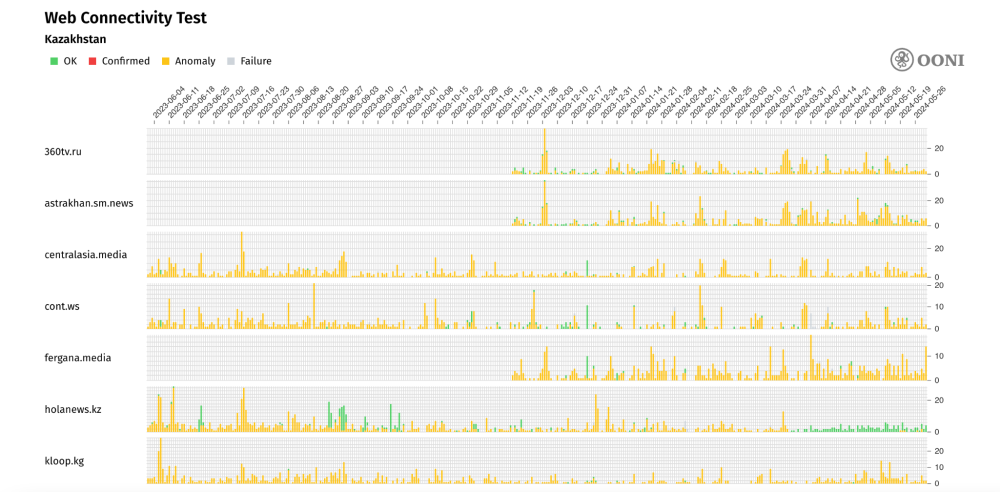 Web Connectivity Test
Kazakhstan
OK Confirmed Anomaly Failure
OONI
2023-06-04 2023-06-11 2023-06-18 2023-06-25 2023-07-02 2023-07-09 2023-07-16 2023-07-23 2023-07-30 2023-08-06 2023-08-13 2023-08-20 2023-08-27 2023-09-03 2023-09-10 2023-09-17 2023-09-24 2023-10-01 2023-10-08 2023-10-15 2023-10-22 2023-10-29 2023-11-05 2023-11-12 2023-11-19 2023-11-26 2023-12-03 2023-12-10 2023-12-17 2023-12-24 2023-12-31 2024-01-07 2024-01-14 2024-01-21 2024-01-28 2024-02-04 2024-02-11 2024-02-18 2024-02-25 2024-03-03 2024-03-10 2024-03-17 2024-03-24 2024-03-31 2024-04-07 2024-04-14 2024-04-21 2024-04-28 2024-05-05 2024-05-12 2024-05-19 2024-05-26
360tv.ru
20
0
astrakhan.sm.news
20
0
centralasia.media
20
0
cont.ws
20
10
0
fergana.media
10
0
holanews.kz
20
0
kloop.kg
20
10
0